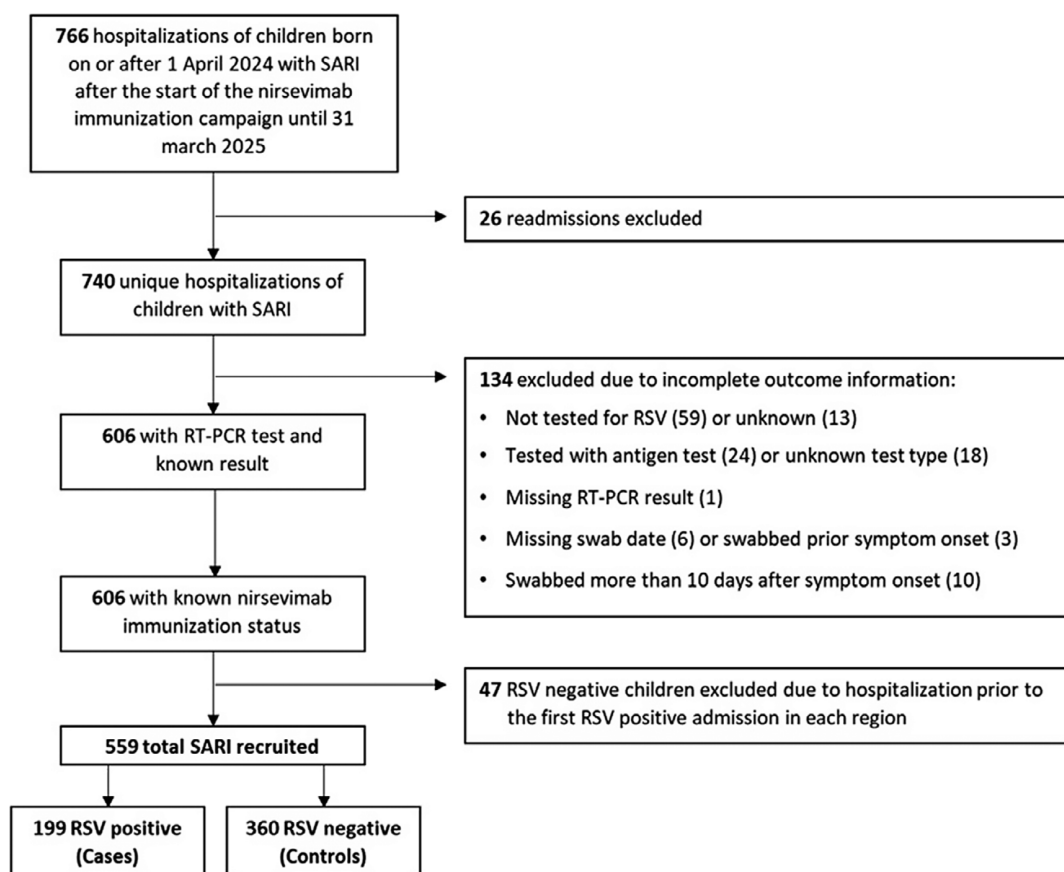 766 hospitalizations of children born
on or after 1 April 2024 with SARI
after the start of the nirsevimab
immunization campaign until 31
march 2025
26 readmissions excluded
740 unique hospitalizations of
children with SARI
134 excluded due to incomplete outcome information:
• Not tested for RSV (59) or unknown (13)
• Tested with antigen test (24) or unknown test type (18)
• Missing RT-PCR result (1)
• Missing swab date (6) or swabbed prior symptom onset (3)
• Swabbed more than 10 days after symptom onset (10)
606 with RT-PCR test and
known result
606 with known nirsevimab
immunization status
47 RSV negative children excluded due to hospitalization prior to
the first RSV positive admission in each region
559 total SARI recruited
199 RSV positive
(Cases)
360 RSV negative
(Controls)